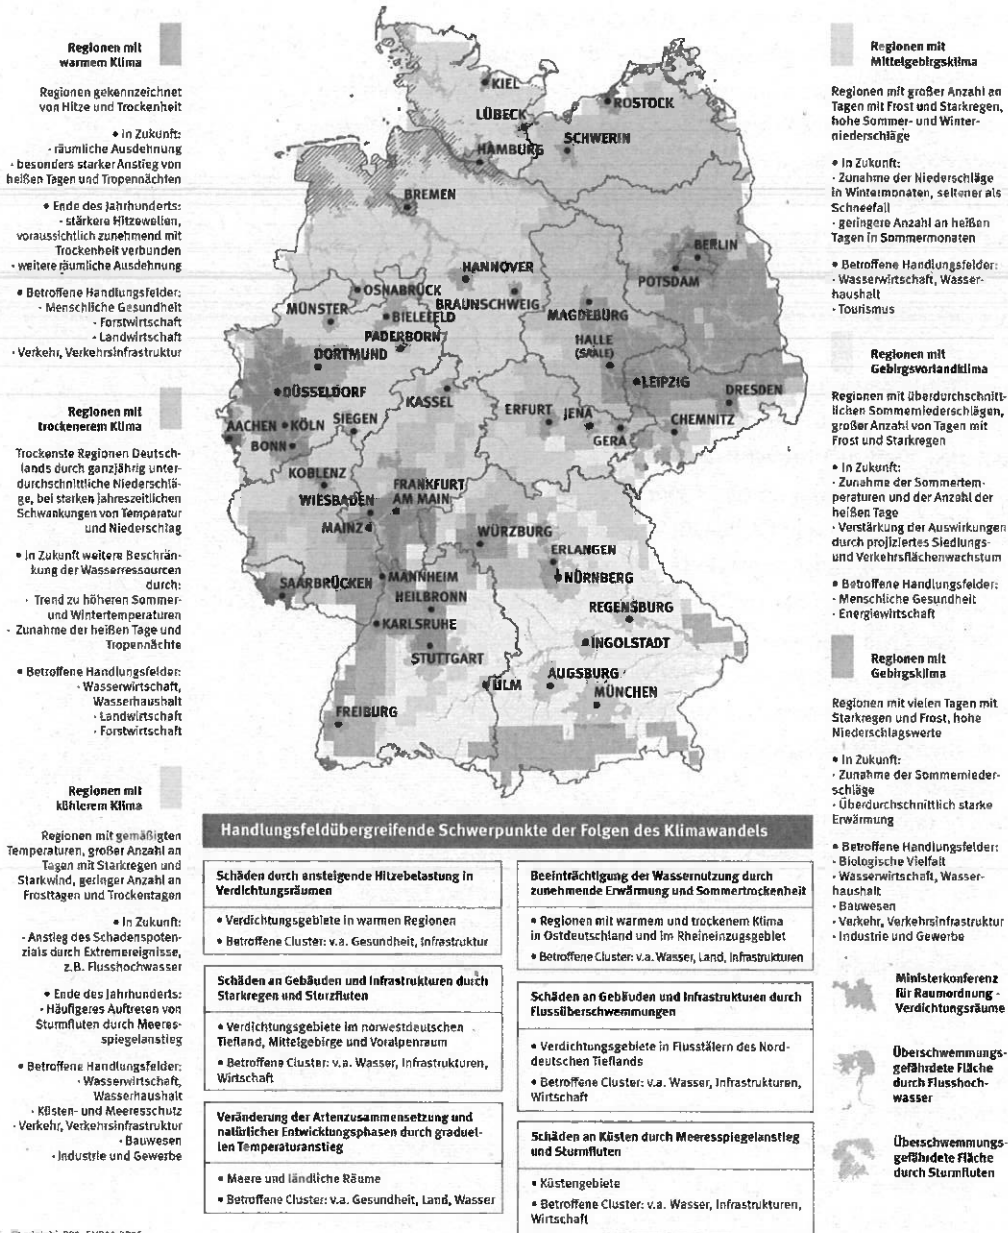 Regionen mit
warmem Klima
Regionen gekennzeichnet
von Hitze und Trockenheit
• In Zukunft:
- räumliche Ausdehnung
- besonders starker Anstieg von
heißen Tagen und Tropennächten
• Ende des Jahrhunderts:
- stärkere Hitzewellen,
voraussichtlich zunehmend mit
Trockenheit verbunden
- weitere räumliche Ausdehnung
• Betroffene Handlungsfelder:
- Menschliche Gesundheit
- Forstwirtschaft
- Landwirtschaft
- Verkehr, Verkehrsinfrastruktur
Regionen mit
trockenerem Klima
Trockenste Regionen Deutsch-
lands durch ganzjährig unter-
durchschnittliche Niederschlä-
ge, bei starken jahreszeitlichen
Schwankungen von Temperatur
und Niederschlag
• In Zukunft weitere Beschrän-
kung der Wasserressourcen
durch:
- Trend zu höheren Sommer-
und Wintertemperaturen
- Zunahme der heißen Tage und
Tropennächte
• Betroffene Handlungsfelder:
- Wasserwirtschaft,
Wasserhaushalt
- Landwirtschaft
- Forstwirtschaft
Regionen mit
kühlerem Klima
Regionen mit gemäßigten
Temperaturen, großer Anzahl an
Tagen mit Starkregen und
Starkwind, geringer Anzahl an
Frosttagen und Trockentagen
• In Zukunft:
- Anstieg des Schadenspoten-
zials durch Extremereignisse,
z.B. Flusshochwasser
• Ende des Jahrhunderts:
- Häufigeres Auftreten von
Sturmfluten durch Meeres-
spiegelanstieg
• Betroffene Handlungsfelder:
- Wasserwirtschaft,
Wasserhaushalt
- Küsten- und Meeresschutz
- Verkehr, Verkehrsinfrastruktur
- Bauwesen
- Industrie und Gewerbe
KIEL
ROSTOCK
LÜBECK
SCHWERIN
HAMBURG
BREMEN
BERLIN
HANNOVER
POTSDAM
OSNABRÜCK
BRAUNSCHWEIG
MÜNSTER
BIELEFELD
MAGDEBURG
PADERBORN
HALLE
(SAALE)
DORTMUND
LEIPZIG
DÜSSELDORF
KASSEL
DRESDEN
ERFURT
JENA
AACHEN
KÖLN
SIEGEN
CHEMNITZ
GERA
BONN
KOBLENZ
FRANKFURT
AM MAIN
WIESBADEN
MAINZ
WÜRZBURG
ERLANGEN
SAARBRÜCKEN
MANNHEIM
NÜRNBERG
HEILBRONN
REGENSBURG
KARLSRUHE
INGOLSTADT
STUTTGART
ULM
AUGSBURG
MÜNCHEN
FREIBURG
Regionen mit
Mittelgebirgsklima
Regionen mit großer Anzahl an
Tagen mit Frost und Starkregen,
hohe Sommer- und Winter-
niederschläge
• In Zukunft:
- Zunahme der Niederschläge
in Wintermonaten, seltener als
Schneefall
- geringere Anzahl an heißen
Tagen in Sommermonaten
• Betroffene Handlungsfelder:
- Wasserwirtschaft, Wasser-
haushalt
- Tourismus
Regionen mit
Gebirgsvorlandklima
Regionen mit überdurchschnitt-
lichen Sommerniederschlägen,
großer Anzahl von Tagen mit
Frost und Starkregen
• In Zukunft:
- Zunahme der Sommertem-
peraturen und der Anzahl der
heißen Tage
- Verstärkung der Auswirkungen
durch projiziertes Siedlungs-
und Verkehrsflächenwachstum
• Betroffene Handlungsfelder:
- Menschliche Gesundheit
- Energiewirtschaft
Regionen mit
Gebirgsklima
Regionen mit vielen Tagen mit
Starkregen und Frost, hohe
Niederschlagswerte
• In Zukunft:
- Zunahme der Sommernieder-
schläge
- Überdurchschnittlich starke
Erwärmung
• Betroffene Handlungsfelder:
- Biologische Vielfalt
- Wasserwirtschaft, Wasser-
haushalt
- Bauwesen
- Verkehr, Verkehrsinfrastruktur
- Industrie und Gewerbe
Ministerkonferenz
für Raumordnung -
Verdichtungsräume
Überschwemmungs-
gefährdete Fläche
durch Flusshoch-
wasser
Überschwemmungs-
gefährdete Fläche
durch Sturmfluten
Handlungsfeldübergreifende Schwerpunkte der Folgen des Klimawandels
Schäden durch ansteigende Hitzebelastung in
Verdichtungsräumen
• Verdichtungsgebiete in warmen Regionen
• Betroffene Cluster: v.a. Gesundheit, Infrastruktur
Schäden an Gebäuden und Infrastrukturen durch
Starkregen und Sturzfluten
• Verdichtungsgebiete im norwestdeutschen
Tiefland, Mittelgebirge und Voralpenraum
• Betroffene Cluster: v.a. Wasser, Infrastrukturen,
Wirtschaft
Veränderung der Artenzusammensetzung und
natürlicher Entwicklungsphasen durch graduel-
len Temperaturanstieg
• Meere und ländliche Räume
• Betroffene Cluster: v.a. Gesundheit, Land, Wasser
Beeinträchtigung der Wassernutzung durch
zunehmende Erwärmung und Sommertrockenheit
• Regionen mit warmem und trockenem Klima
in Ostdeutschland und im Rheineinzugsgebiet
• Betroffene Cluster: v.a. Wasser, Land, Infrastrukturen
Schäden an Gebäuden und Infrastrukturen durch
Flussüberschwemmungen
• Verdichtungsgebiete in Flusstälern des Nord-
deutschen Tieflands
• Betroffene Cluster: v.a. Wasser, Infrastrukturen,
Wirtschaft
Schäden an Küsten durch Meeresspiegelanstieg
und Sturmfluten
• Küstengebiete
• Betroffene Cluster: v.a. Wasser, Infrastrukturen,
Wirtschaft